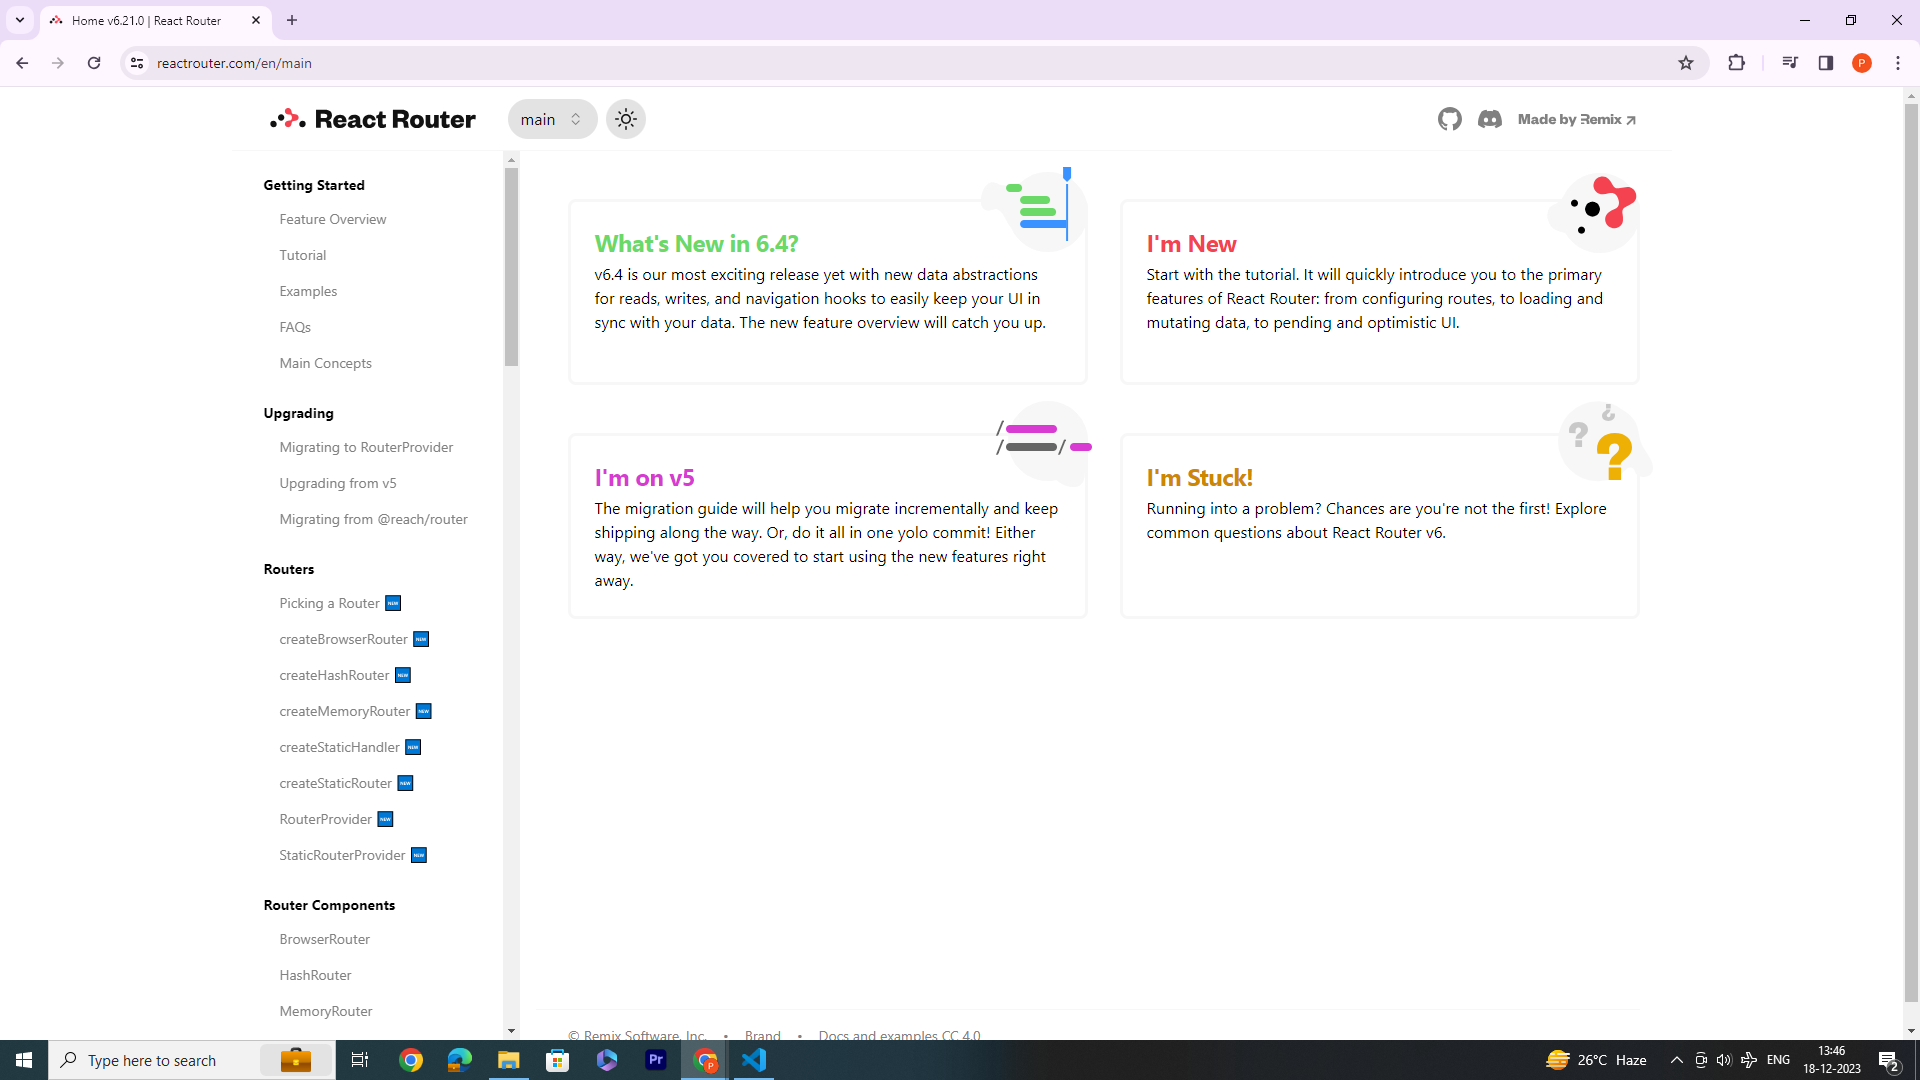 Home v6.21.0 | React Router
reactrouter.com/en/main
P
React Router
main
Made by Remix
Getting Started
Feature Overview
Tutorial
Examples
FAQs
Main Concepts
Upgrading
Migrating to RouterProvider
Upgrading from v5
Migrating from @reach/router
Routers
Picking a Router NEW
createBrowserRouter NEW
createHashRouter NEW
createMemoryRouter NEW
createStaticHandler NEW
createStaticRouter NEW
RouterProvider NEW
StaticRouterProvider NEW
Router Components
BrowserRouter
HashRouter
MemoryRouter
What's New in 6.4?
v6.4 is our most exciting release yet with new data abstractions
for reads, writes, and navigation hooks to easily keep your UI in
sync with your data. The new feature overview will catch you up.
I'm New
Start with the tutorial. It will quickly introduce you to the primary
features of React Router: from configuring routes, to loading and
mutating data, to pending and optimistic UI.
I'm on v5
The migration guide will help you migrate incrementally and keep
shipping along the way. Or, do it all in one yolo commit! Either
way, we've got you covered to start using the new features right
away.
I'm Stuck!
Running into a problem? Chances are you're not the first! Explore
common questions about React Router v6.
© Remix Software, Inc. • Brand • Docs and examples CC 4.0
Type here to search
Pr
P
26°C Haze
ENG
13:46
18-12-2023
2